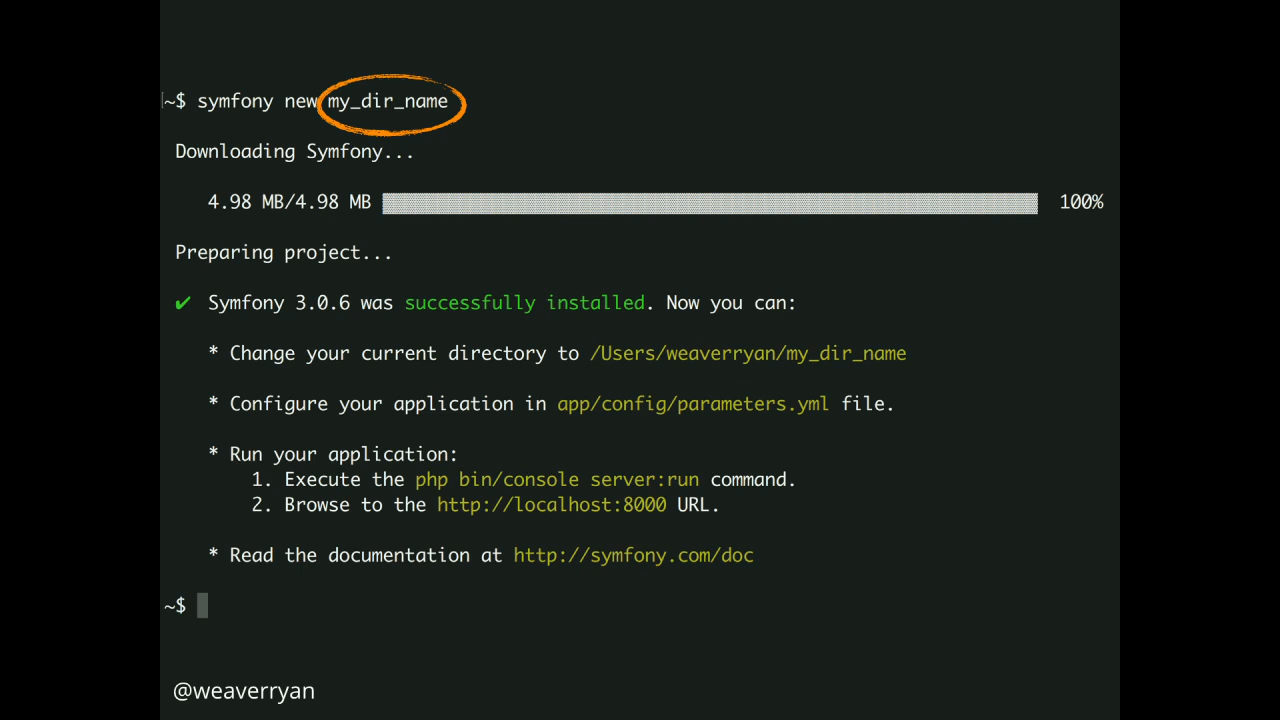 ~$ symfony new my_dir_name
Downloading Symfony...
4.98 MB/4.98 MB 100%
Preparing project...
✔ Symfony 3.0.6 was successfully installed. Now you can:
* Change your current directory to /Users/weaverryan/my_dir_name
* Configure your application in app/config/parameters.yml file.
* Run your application:
1. Execute the php bin/console server:run command.
2. Browse to the http://localhost:8000 URL.
* Read the documentation at http://symfony.com/doc
~$
@weaverryan